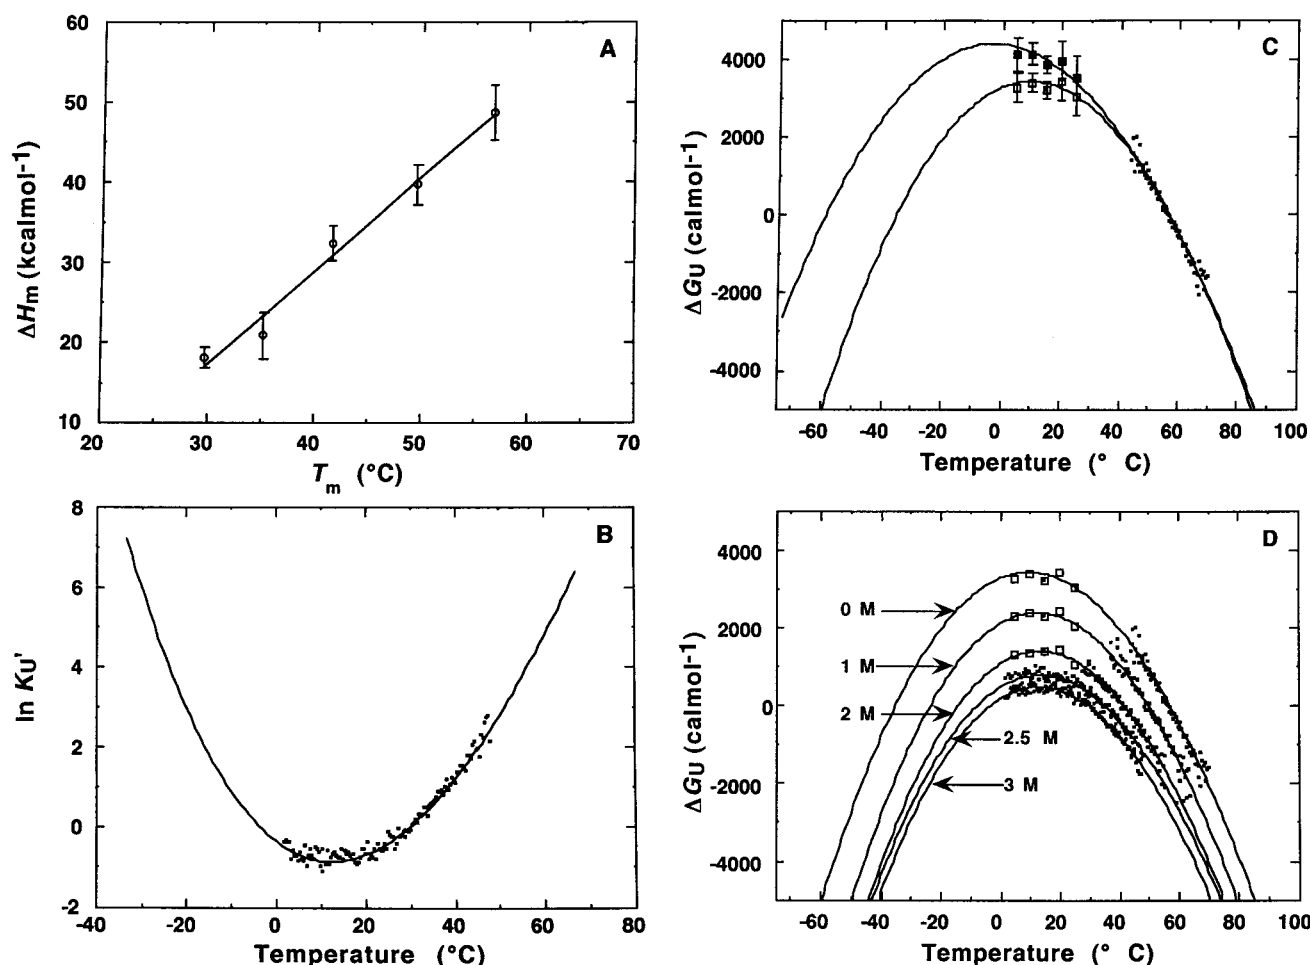 A
60
50
40
30
20
10
ΔHm (kcalmol-1)
20 30 40 50 60 70
Tm (°C)
B
8
6
4
2
0
-2
ln KU'
-40 -20 0 20 40 60 80
Temperature (°C)
C
4000
2000
0
-2000
-4000
ΔGU (calmol-1)
-60 -40 -20 0 20 40 60 80 100
Temperature (° C)
D
4000
2000
0
-2000
-4000
ΔGU (calmol-1)
0 M
1 M
2 M
2.5 M
3 M
-60 -40 -20 0 20 40 60 80 100
Temperature (° C)